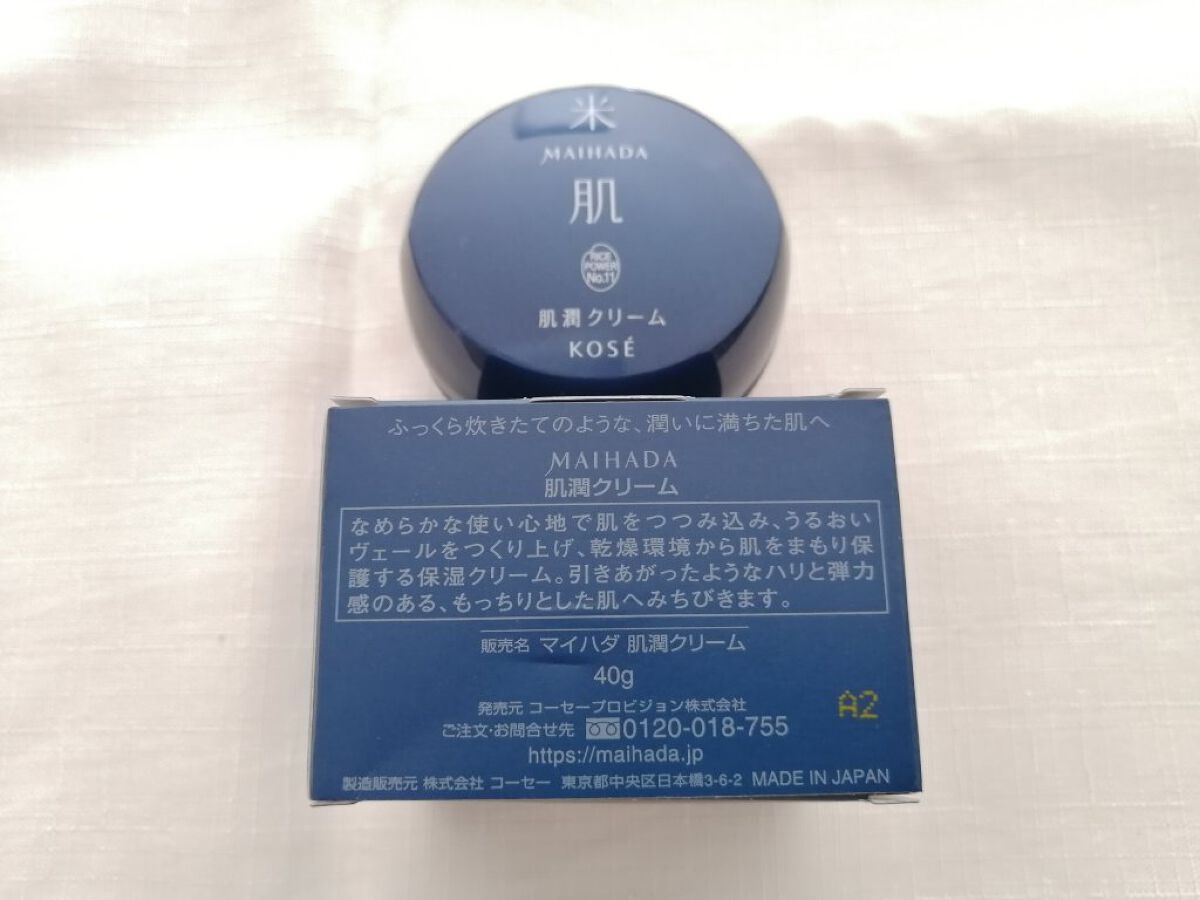 米
MAIHADA
肌
RICE
POWER
No.11
肌潤クリーム
KOSÉ
ふっくら炊きたてのような、潤いに満ちた肌へ
MAIHADA
肌潤クリーム
なめらかな使い心地で肌をつつみ込み、うるおい
ヴェールをつくり上げ、乾燥環境から肌をまもり保
護する保湿クリーム。引きあがったようなハリと弾力
感のある、もっちりとした肌へみちびきます。
販売名 マイハダ 肌潤クリーム
40g
発売元 コーセープロビジョン株式会社
ご注文・お問合せ先 0120-018-755
https://maihada.jp
製造販売元 株式会社 コーセー 東京都中央区日本橋3-6-2 MADE IN JAPAN
A2